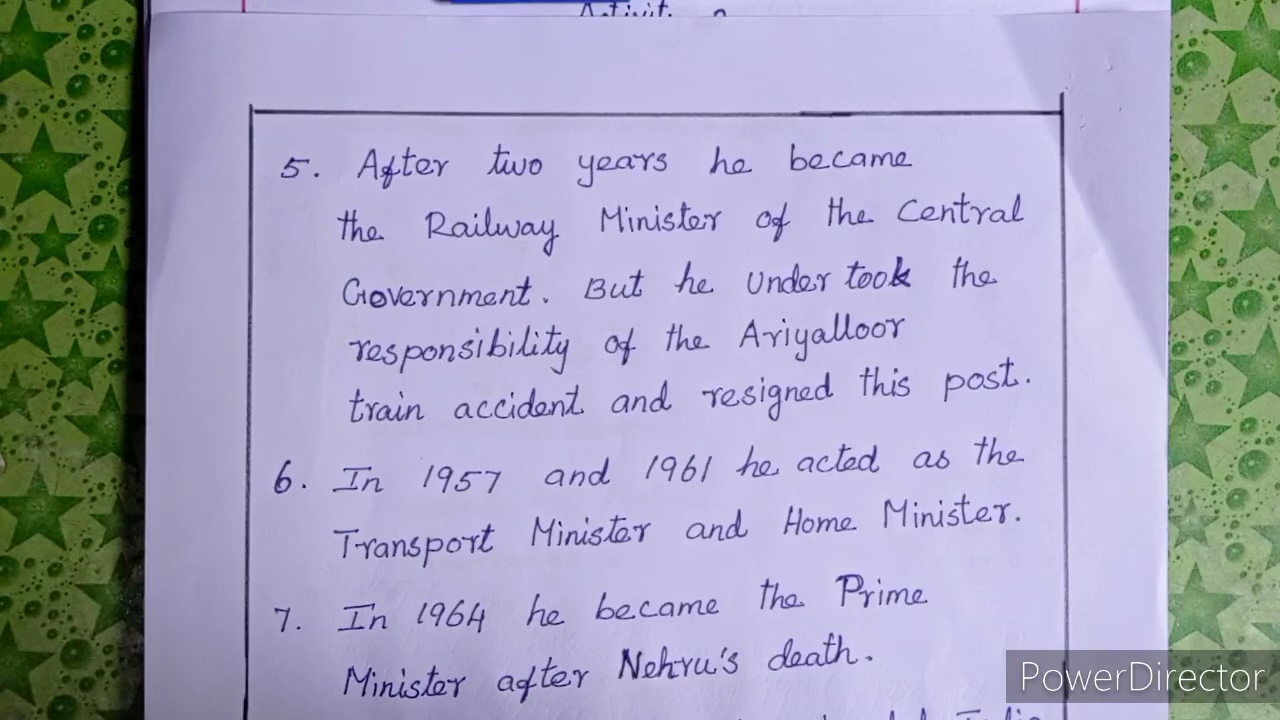 5. After two years he became
the Railway Minister of the Central
Government. But he Undertook the
responsibility of the Ariyalloor
train accident and resigned this post.
6. In 1957 and 1961 he acted as the
Transport Minister and Home Minister.
7. In 1964 he became the Prime
Minister after Nehru's death.
PowerDirector